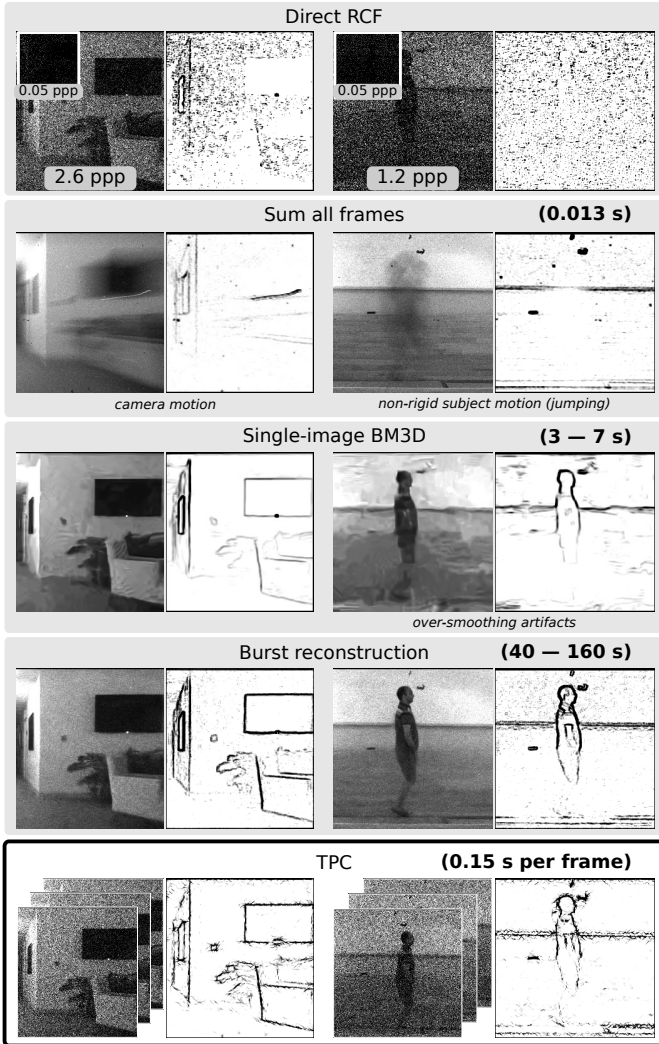 Direct RCF
0.05 ppp
0.05 ppp
2.6 ppp
1.2 ppp
Sum all frames
(0.013 s)
camera motion
non-rigid subject motion (jumping)
Single-image BM3D
(3 — 7 s)
over-smoothing artifacts
Burst reconstruction
(40 — 160 s)
TPC
(0.15 s per frame)